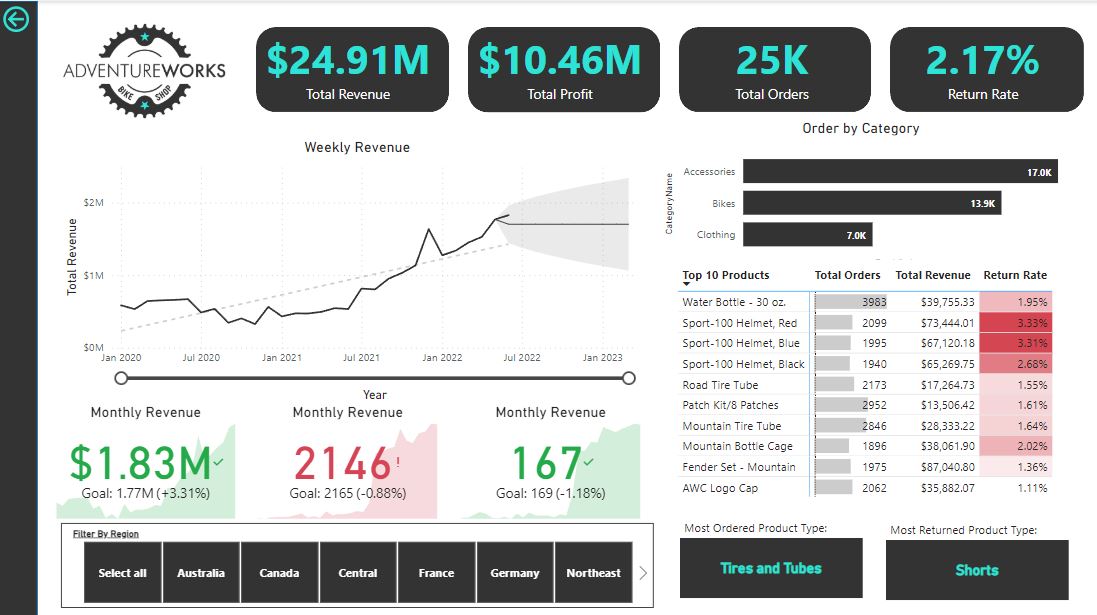 ADVENTUREWORKS
BIKE SHOP
$24.91M
Total Revenue
$10.46M
Total Profit
25K
Total Orders
2.17%
Return Rate
Weekly Revenue
Total Revenue
$2M
$1M
$0M
Jan 2020 Jul 2020 Jan 2021 Jul 2021 Jan 2022 Jul 2022 Jan 2023
Year
Order by Category
CategoryName
Accessories 17.0K
Bikes 13.9K
Clothing 7.0K
Top 10 Products Total Orders Total Revenue Return Rate
Water Bottle - 30 oz. 3983 $39,755.33 1.95%
Sport-100 Helmet, Red 2099 $73,444.01 3.33%
Sport-100 Helmet, Blue 1995 $67,120.18 3.31%
Sport-100 Helmet, Black 1940 $65,269.75 2.68%
Road Tire Tube 2173 $17,264.73 1.55%
Patch Kit/8 Patches 2952 $13,506.42 1.61%
Mountain Tire Tube 2846 $28,333.22 1.64%
Mountain Bottle Cage 1896 $38,061.90 2.02%
Fender Set - Mountain 1975 $87,040.80 1.36%
AWC Logo Cap 2062 $35,882.07 1.11%
Monthly Revenue
$1.83M
Goal: 1.77M (+3.31%)
Monthly Revenue
2146!
Goal: 2165 (-0.88%)
Monthly Revenue
167
Goal: 169 (-1.18%)
Filter By Region
Select all Australia Canada Central France Germany Northeast
Most Ordered Product Type:
Tires and Tubes
Most Returned Product Type:
Shorts